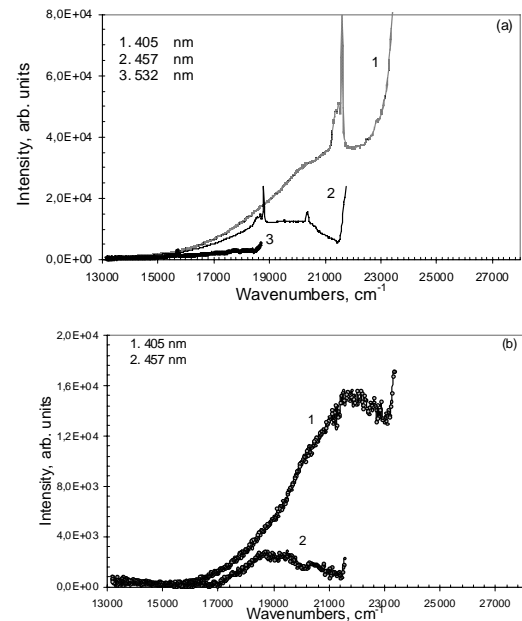 8,0E+04
(a)
1. 405 nm
2. 457 nm
3. 532 nm
1
6,0E+04
4,0E+04
2
2,0E+04
3
0,0E+00
13000 15000 17000 19000 21000 23000 25000 27000
Wavenumbers, cm-1
Intensity, arb. units
2,0E+04
(b)
1. 405 nm
2. 457 nm
1,6E+04
1
1,2E+04
8,0E+03
4,0E+03
2
0,0E+00
13000 15000 17000 19000 21000 23000 25000 27000
Wavenumbers, cm-1
Intensity, arb. units